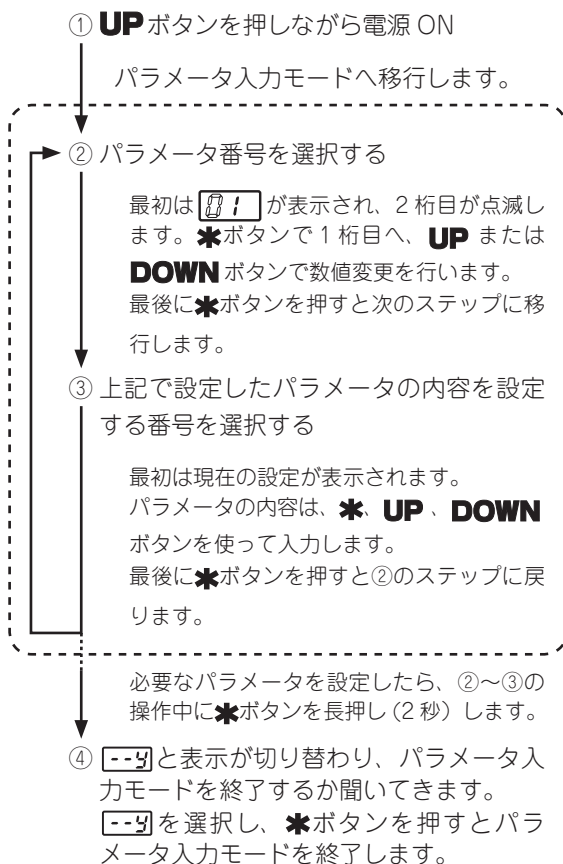 ① UPボタンを押しながら電源 ON
パラメータ入力モードへ移行します。
② パラメータ番号を選択する
最初は 01 が表示され、2 桁目が点滅し
ます。✱ボタンで 1 桁目へ、UP または
DOWN ボタンで数値変更を行います。
最後に✱ボタンを押すと次のステップに移
行します。
③ 上記で設定したパラメータの内容を設定
する番号を選択する
最初は現在の設定が表示されます。
パラメータの内容は、✱、UP 、DOWN
ボタンを使って入力します。
最後に✱ボタンを押すと②のステップに戻
ります。
必要なパラメータを設定したら、②〜③の
操作中に✱ボタンを長押し (2 秒）します。
④ --y と表示が切り替わり、パラメータ入
力モードを終了するか聞いてきます。
--y を選択し、✱ボタンを押すとパラ
メータ入力モードを終了します。